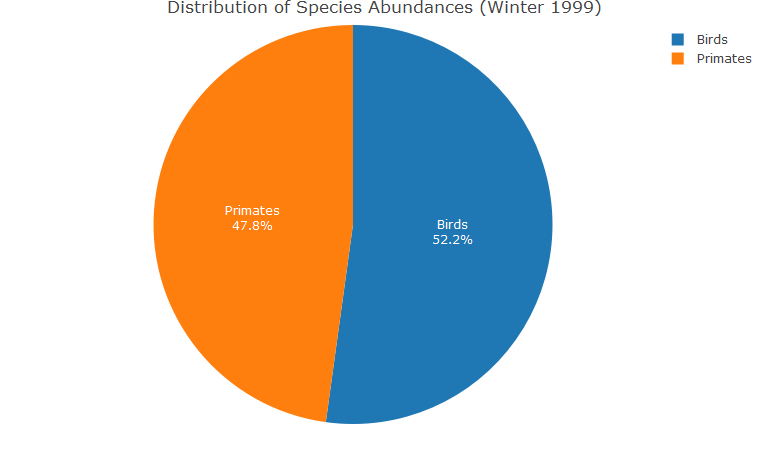 Distribution of Species Abundances (Winter 1999)
Birds
Primates
Primates
47.8%
Birds
52.2%